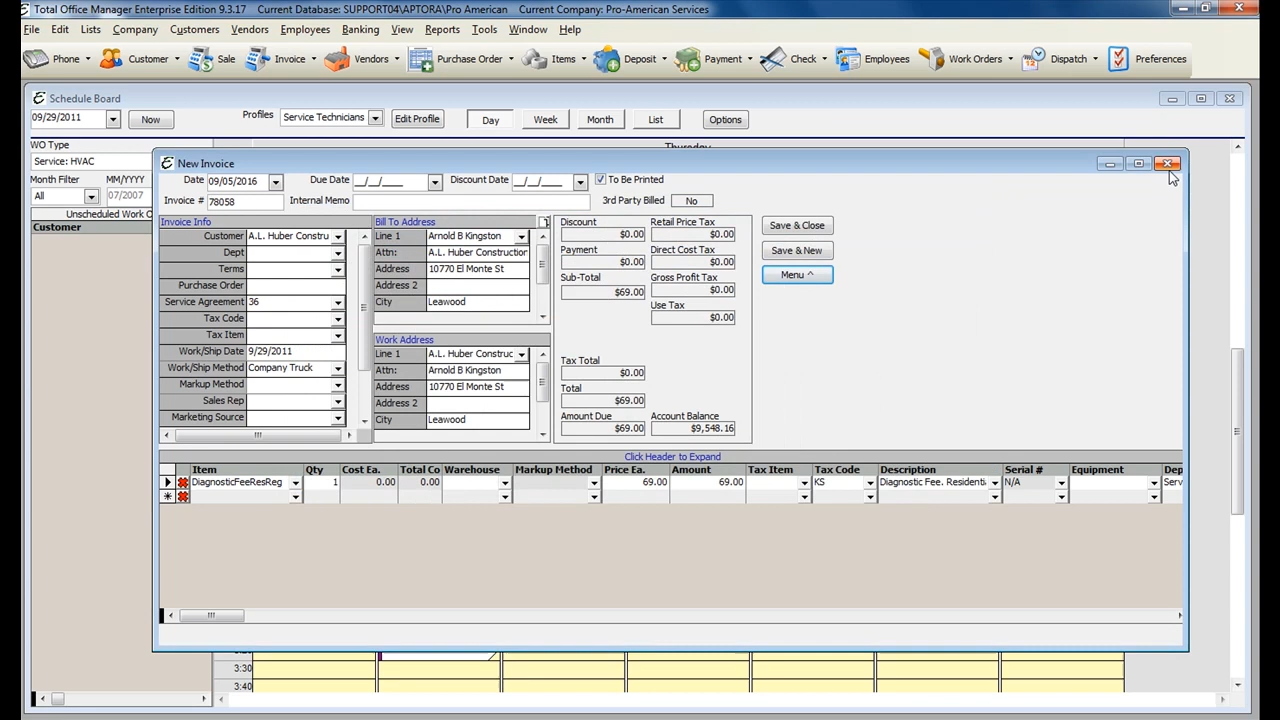 Total Office Manager Enterprise Edition 9.3.17 Current Database: SUPPORT04\APTORA\Pro American Current Company: Pro-American Services
File Edit Lists Company Customers Vendors Employees Banking View Reports Tools Window Help
Phone Customer Sale Invoice Vendors Purchase Order Items Deposit Payment Check Employees Work Orders Dispatch Preferences
Schedule Board
09/29/2011 Now Profiles Service Technicians Edit Profile Day Week Month List Options
WO Type
Service: HVAC
Month Filter MM/YYYY
All 07/2007
Unscheduled Work O
Customer
Thursday
New Invoice
Date 09/05/2016 Due Date __/__/____ Discount Date __/__/____ To Be Printed
Invoice # 78058 Internal Memo 3rd Party Billed No
Invoice Info
Customer A.L. Huber Constru
Dept
Terms
Purchase Order
Service Agreement 36
Tax Code
Tax Item
Work/Ship Date 9/29/2011
Work/Ship Method Company Truck
Markup Method
Sales Rep
Marketing Source
Bill To Address
Line 1 Arnold B Kingston
Attn: A.L. Huber Construction
Address 10770 El Monte St
Address 2
City Leawood
Work Address
Line 1 A.L. Huber Construc
Attn: Arnold B Kingston
Address 10770 El Monte St
Address 2
City Leawood
Discount Retail Price Tax
$0.00 $0.00
Payment Direct Cost Tax
$0.00 $0.00
Sub-Total Gross Profit Tax
$69.00 $0.00
Use Tax
$0.00
Tax Total
$0.00
Total
$69.00
Amount Due Account Balance
$69.00 $9,548.16
Save & Close
Save & New
Menu ^
Click Header to Expand
Item Qty Cost Ea. Total Co Warehouse Markup Method Price Ea. Amount Tax Item Tax Code Description Serial # Equipment Dep
DiagnosticFeeResReg 1 0.00 0.00 69.00 69.00 KS Diagnostic Fee. Residenti N/A Serv
3:30
3:40